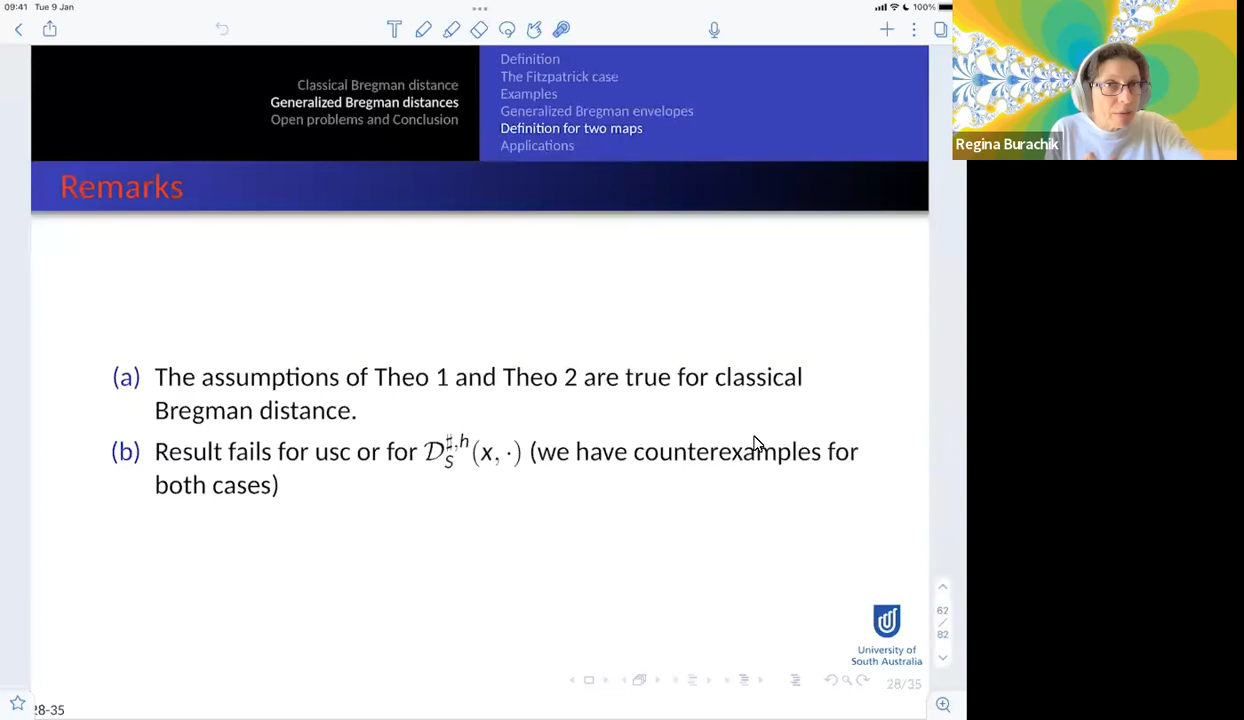 09:41 Tue 9 Jan
100%
Classical Bregman distance
Generalized Bregman distances
Open problems and Conclusion
Definition
The Fitzpatrick case
Examples
Generalized Bregman envelopes
Definition for two maps
Applications
Regina Burachik
Remarks
(a) The assumptions of Theo 1 and Theo 2 are true for classical
Bregman distance.
(b) Result fails for usc or for 𝒟_S^{♯,h}(x, ·) (we have counterexamples for
both cases)
62
/
82
University of
South Australia
28/35
28-35